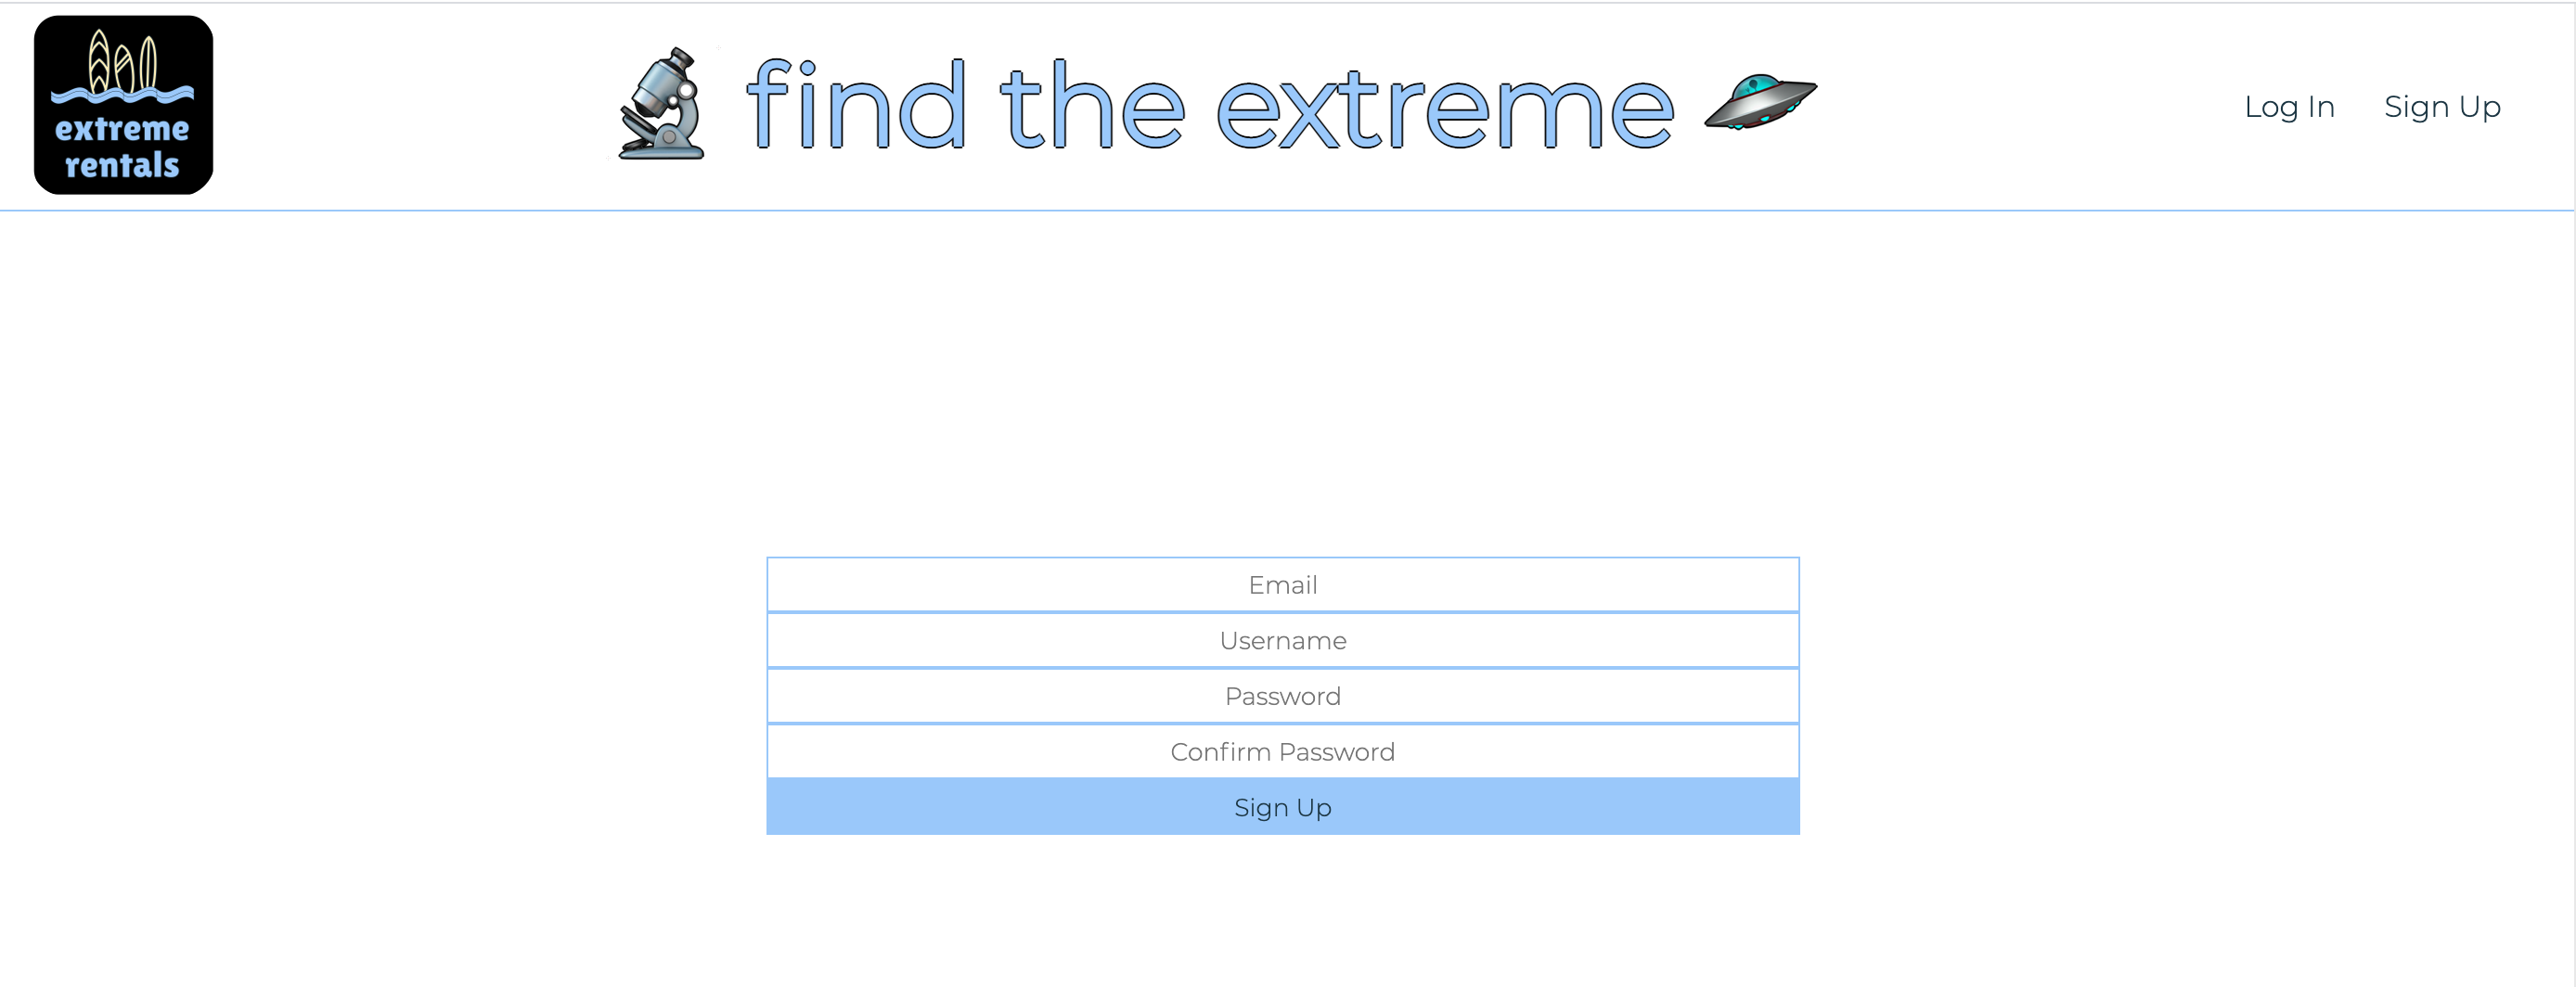 extreme
rentals
find the extreme
Log In
Sign Up
Email
Username
Password
Confirm Password
Sign Up